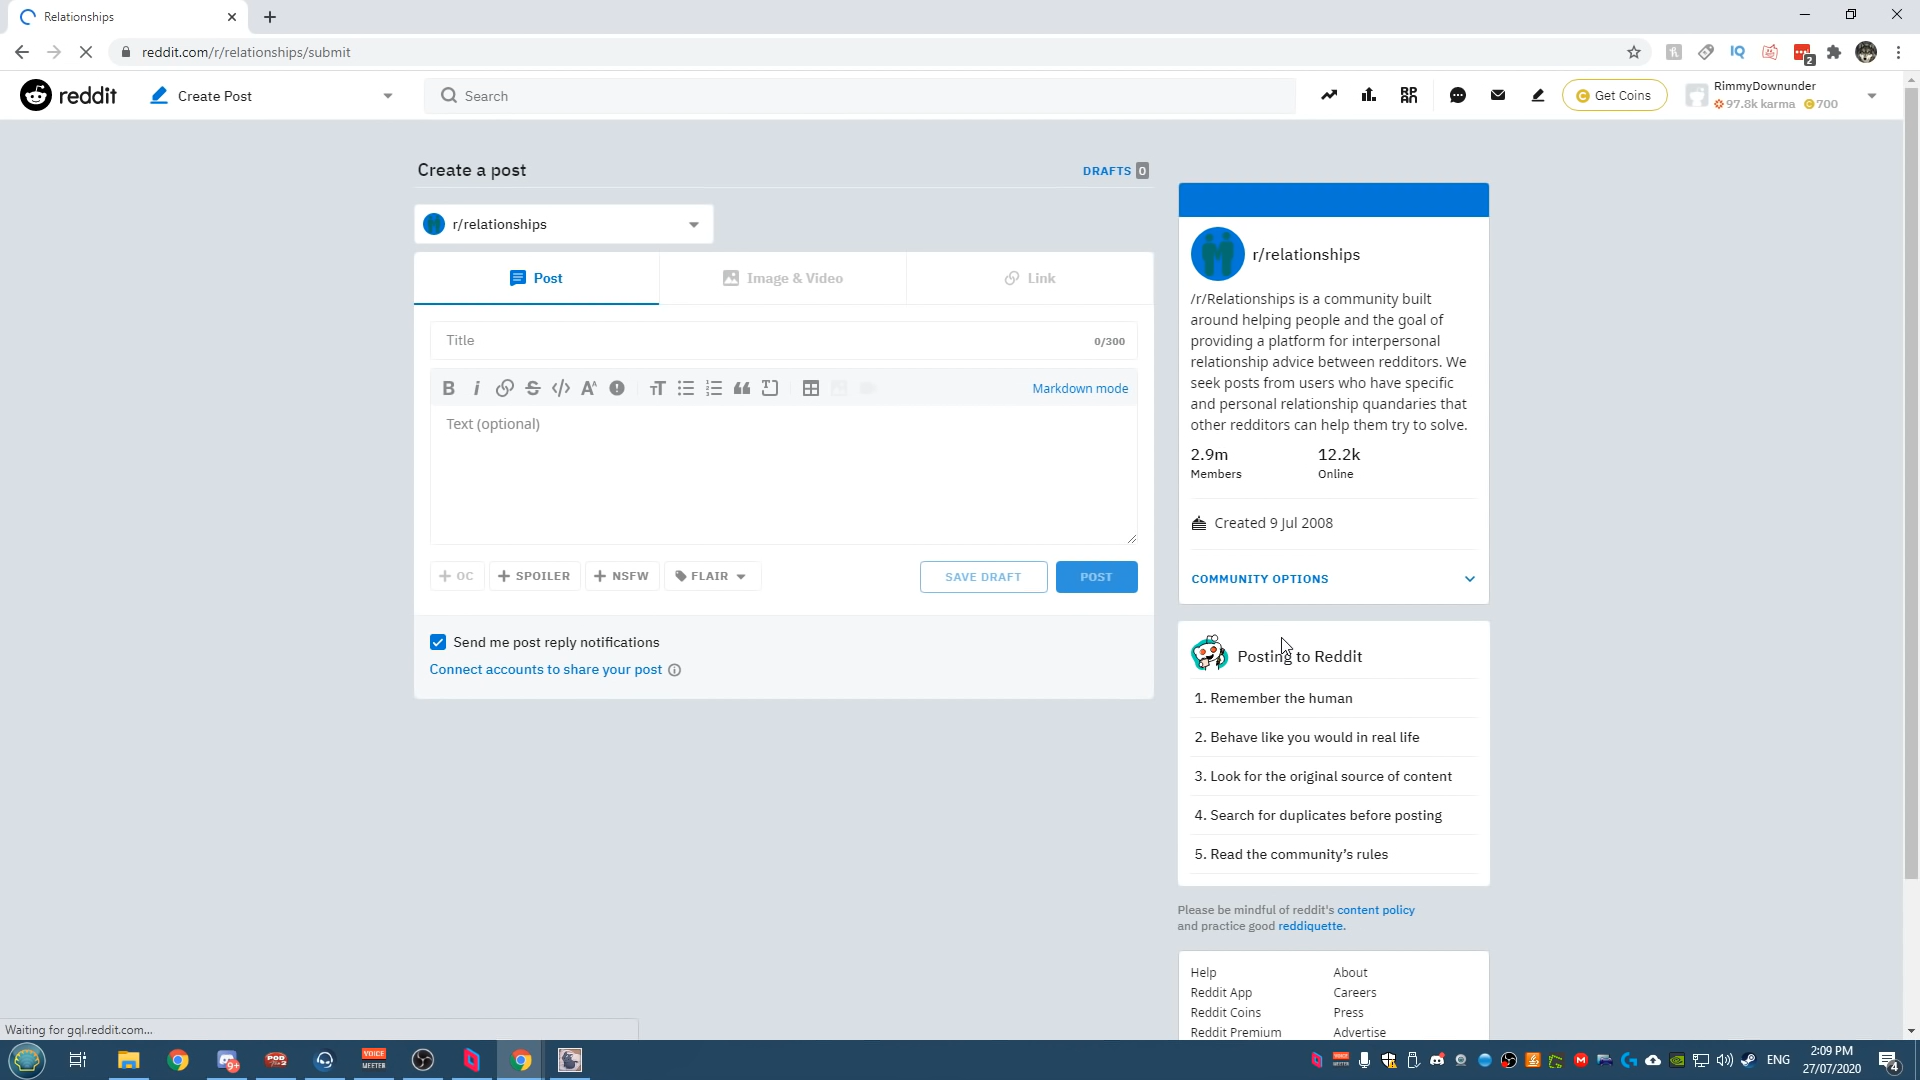 Relationships
reddit.com/r/relationships/submit
2
reddit
Create Post
Search
Get Coins
RimmyDownunder
97.8k karma 700
Create a post
DRAFTS 0
r/relationships
Post
Image & Video
Link
Title
0/300
Markdown mode
Text (optional)
OC
SPOILER
NSFW
FLAIR
SAVE DRAFT
POST
Send me post reply notifications
Connect accounts to share your post
r/relationships
/r/Relationships is a community built
around helping people and the goal of
providing a platform for interpersonal
relationship advice between redditors. We
seek posts from users who have specific
and personal relationship quandaries that
other redditors can help them try to solve.
2.9m
Members
12.2k
Online
Created 9 Jul 2008
COMMUNITY OPTIONS
Posting to Reddit
1. Remember the human
2. Behave like you would in real life
3. Look for the original source of content
4. Search for duplicates before posting
5. Read the community's rules
Please be mindful of reddit's content policy
and practice good reddiquette.
Help
About
Reddit App
Careers
Reddit Coins
Press
Reddit Premium
Advertise
Waiting for gql.reddit.com...
9+
VOICE
MEETER
ENG
2:09 PM
27/07/2020
4